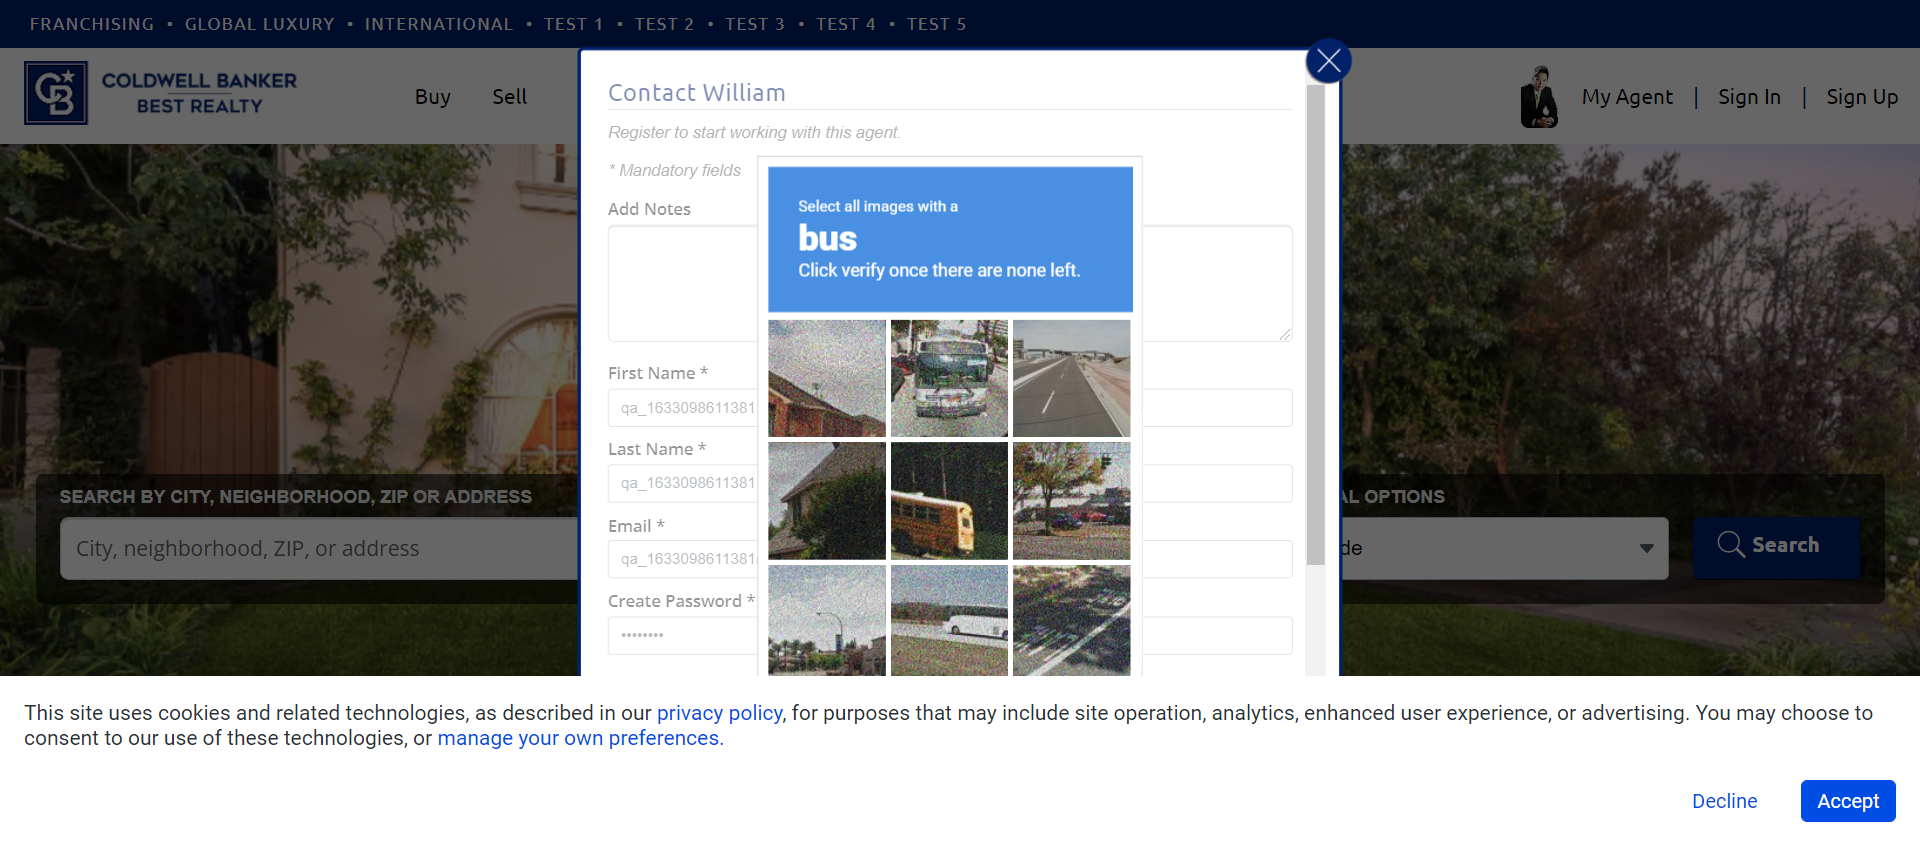 FRANCHISING • GLOBAL LUXURY • INTERNATIONAL • TEST 1 • TEST 2 • TEST 3 • TEST 4 • TEST 5
CB
COLDWELL BANKER
BEST REALTY
Buy
Sell
My Agent | Sign In | Sign Up
Contact William
Register to start working with this agent.
* Mandatory fields
Add Notes
Select all images with a
bus
Click verify once there are none left.
First Name *
qa_1633098611381
Last Name *
qa_1633098611381
Email *
qa_1633098611381
Create Password *
••••••••
SEARCH BY CITY, NEIGHBORHOOD, ZIP OR ADDRESS
City, neighborhood, ZIP, or address
OPTIONS
Search
This site uses cookies and related technologies, as described in our privacy policy, for purposes that may include site operation, analytics, enhanced user experience, or advertising. You may choose to
consent to our use of these technologies, or manage your own preferences.
Decline
Accept